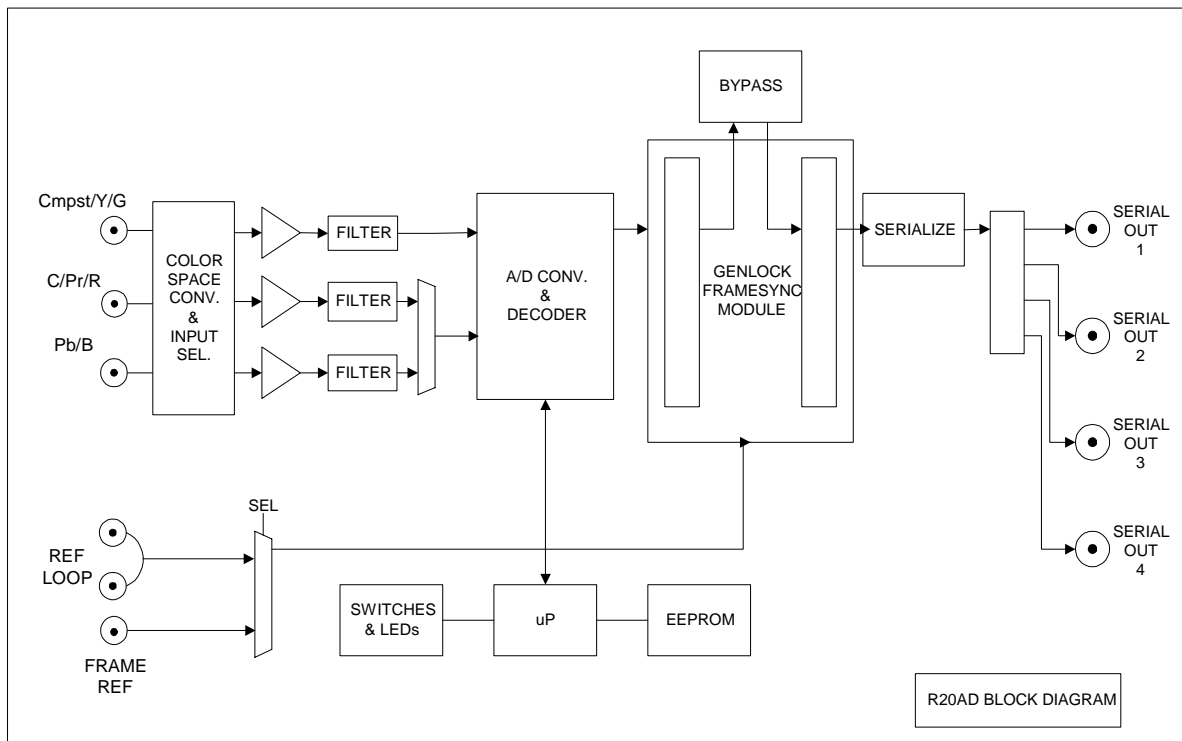 BYPASS
Cmpst/Y/G
C/Pr/R
Pb/B
COLOR
SPACE
CONV.
&
INPUT
SEL.
FILTER
FILTER
FILTER
A/D CONV.
&
DECODER
GENLOCK
FRAMESYNC
MODULE
SERIALIZE
SERIAL
OUT
1
SERIAL
OUT
2
SERIAL
OUT
3
SERIAL
OUT
4
SEL
REF
LOOP
FRAME
REF
SWITCHES
& LEDs
uP
EEPROM
R20AD BLOCK DIAGRAM